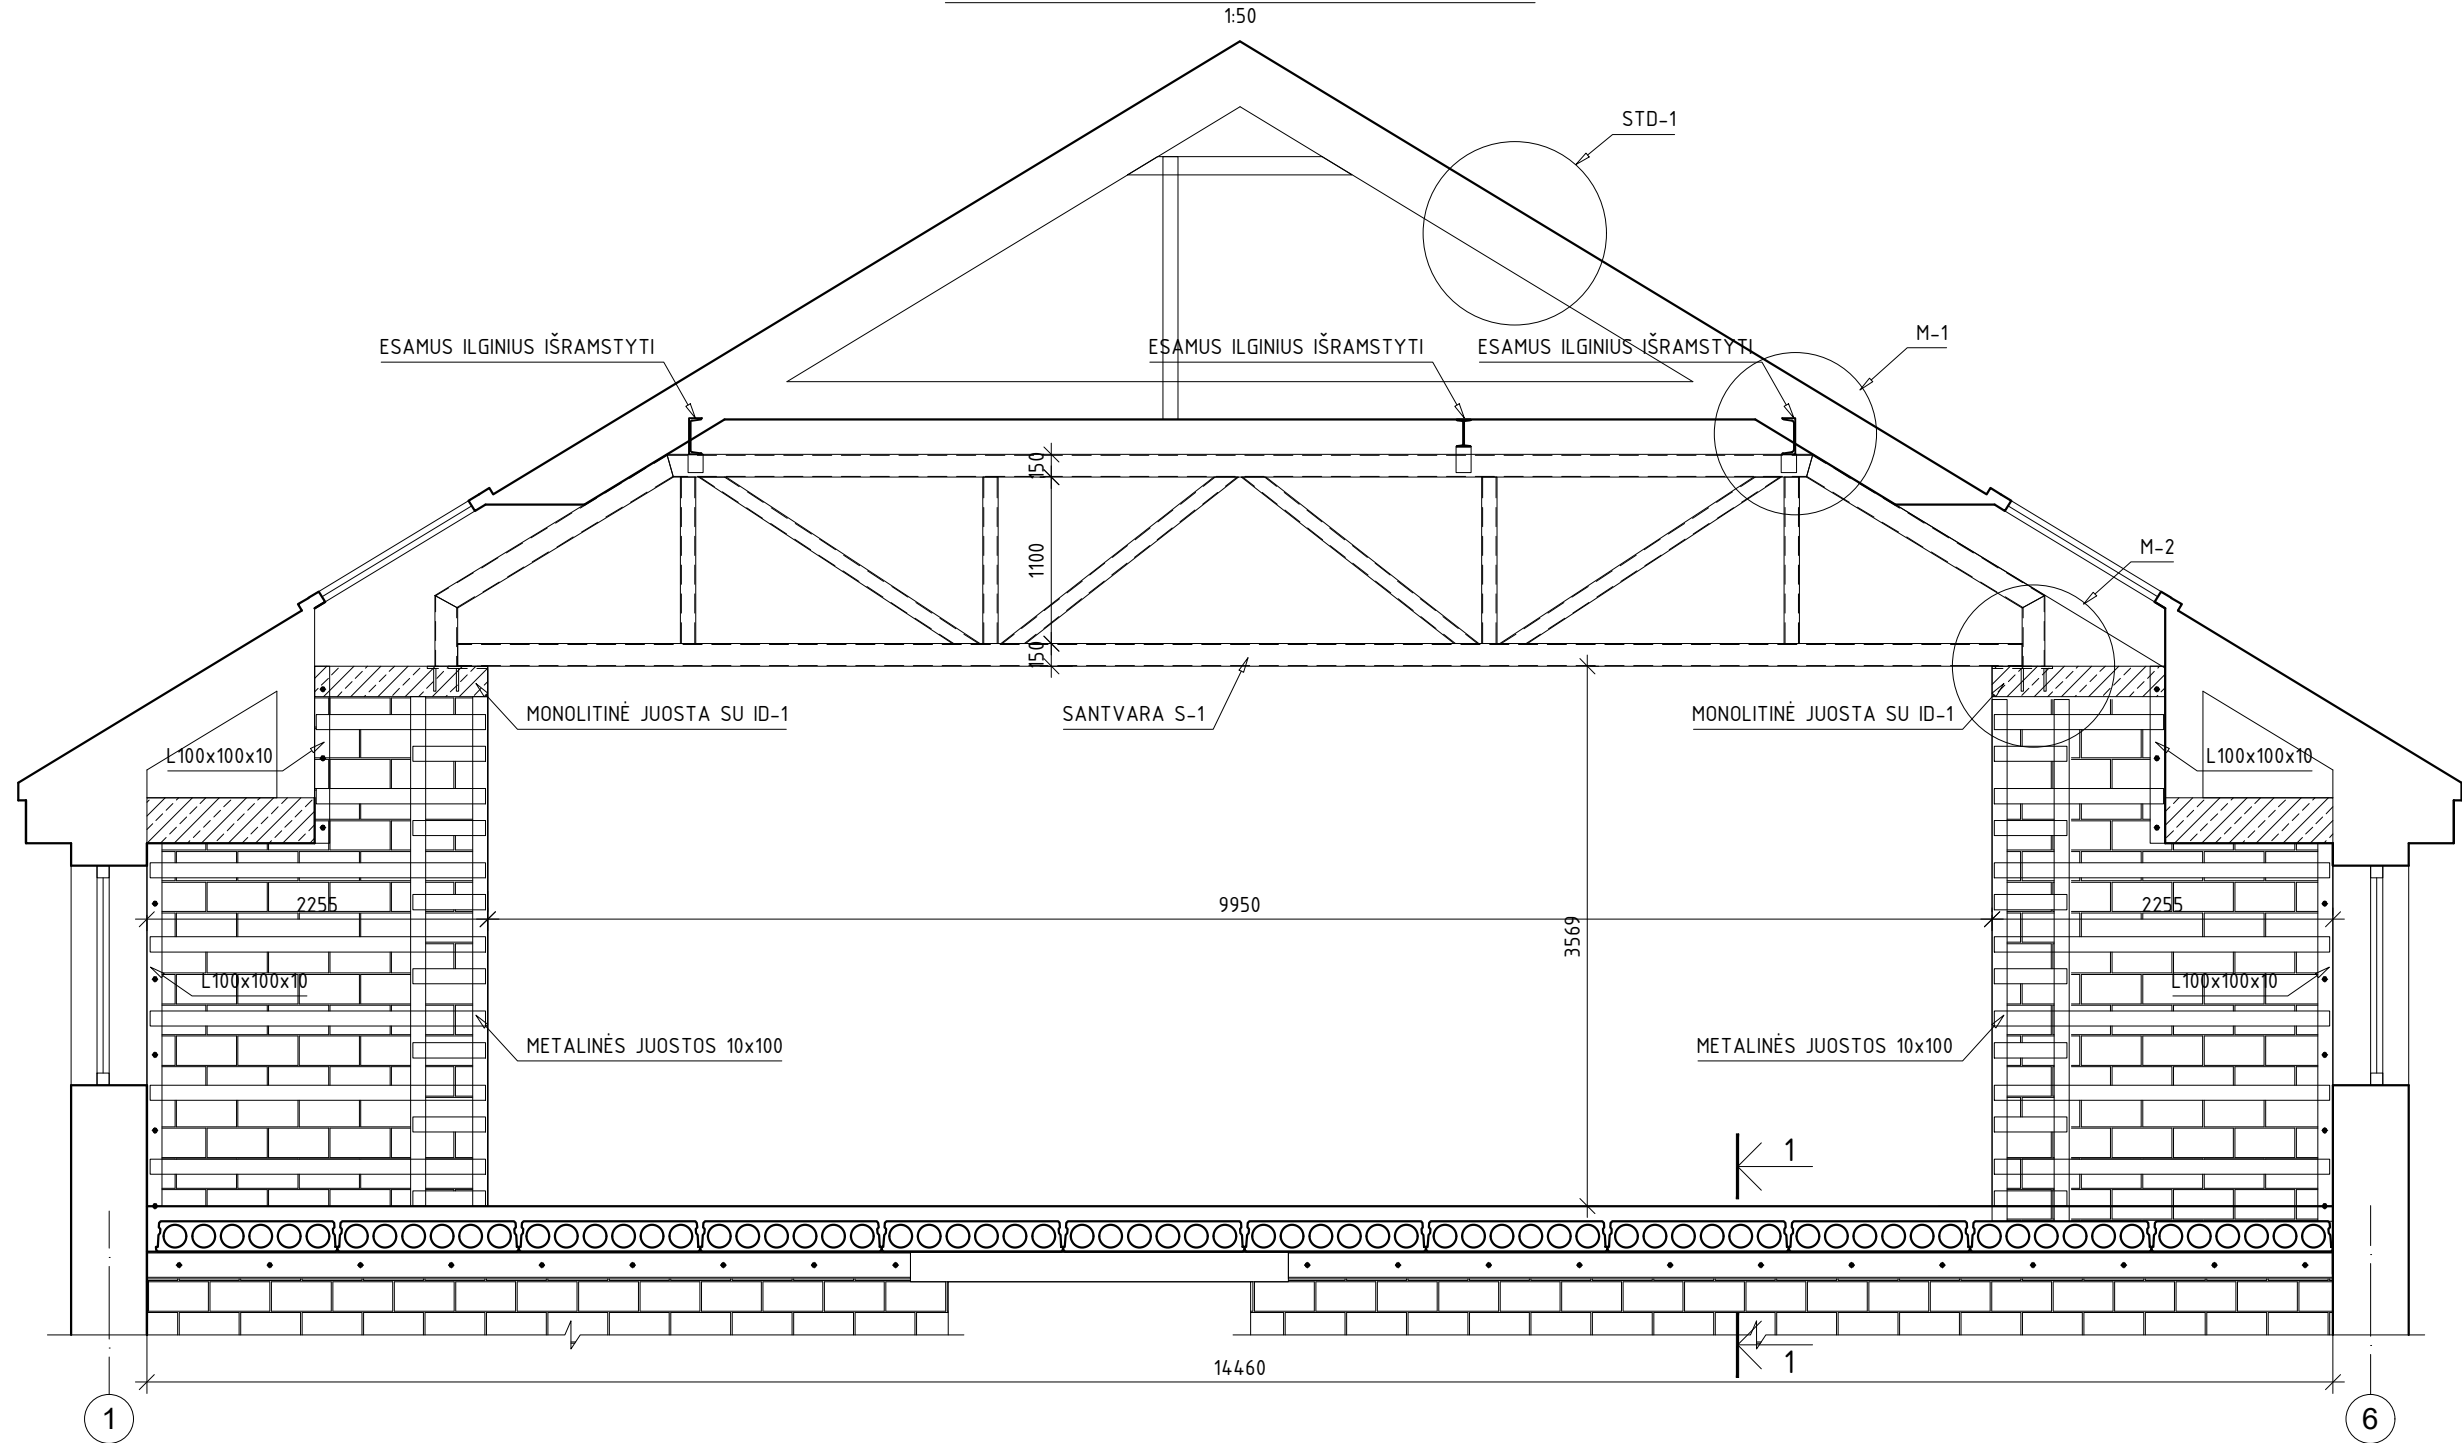 1:50
STD-1
ESAMUS ILGINIUS IŠRAMSTYTI
ESAMUS ILGINIUS IŠRAMSTYTI
ESAMUS ILGINIUS IŠRAMSTYTI
M-1
150
1100
M-2
150
MONOLITINĖ JUOSTA SU ID-1
SANTVARA S-1
MONOLITINĖ JUOSTA SU ID-1
L100x100x10
L100x100x10
2255
9950
2255
3569
L100x100x10
L100x100x10
METALINĖS JUOSTOS 10x100
METALINĖS JUOSTOS 10x100
1
1
14460
1
6